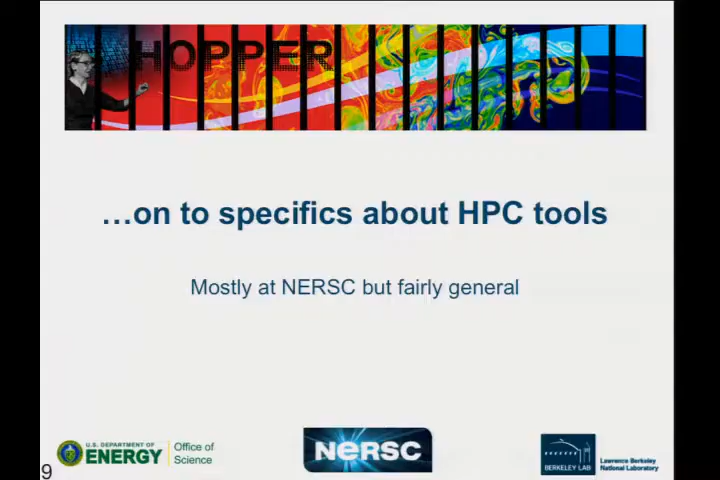 HOPPER
…on to specifics about HPC tools
Mostly at NERSC but fairly general
U.S. DEPARTMENT OF
ENERGY
Office of
Science
NERSC
BERKELEY LAB
Lawrence Berkeley
National Laboratory
9